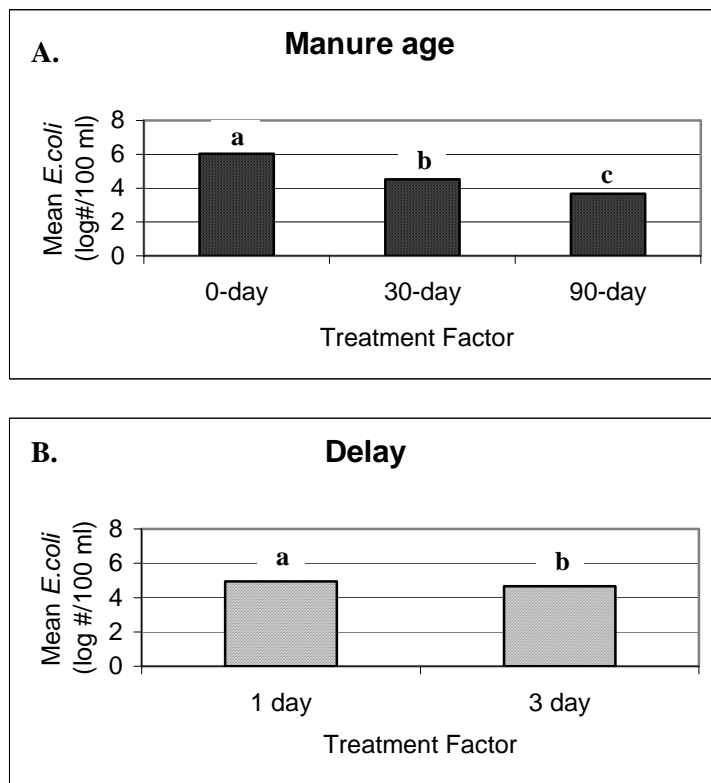 A.
Manure age
Mean E.coli
(log#/100 ml)
8
6
4
2
0
a
b
c
0-day
30-day
90-day
Treatment Factor
B.
Delay
Mean E.coli
(log #/100 ml)
8
6
4
2
0
a
b
1 day
3 day
Treatment Factor